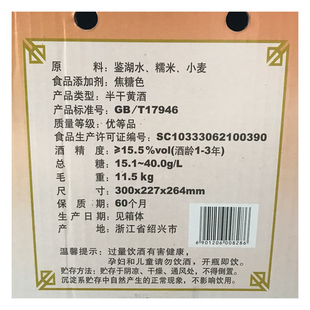 原 料：鉴湖水、糯米、小麦
食品添加剂：焦糖色
产品类型：半干黄酒
产品标准号：GB/T17946
质量等级：优等品
食品生产许可证编号：SC10333062100390
酒 精 度：≥15.5%vol(酒龄1-3年)
总 糖：15.1~40.0g/L
毛 重：11.5 kg
尺 寸：300x227x264mm
保 质 期：60个月
生产日期：见箱体
产 地：浙江省绍兴市
6901206008286
温馨提示：过量饮酒有害健康，
孕妇和儿童请勿饮酒。开瓶即饮。
贮存方法：贮存于阴凉、干燥、通风处，不得倒置。
沉淀系贮存中自然产生的正常现象，不影响饮用。